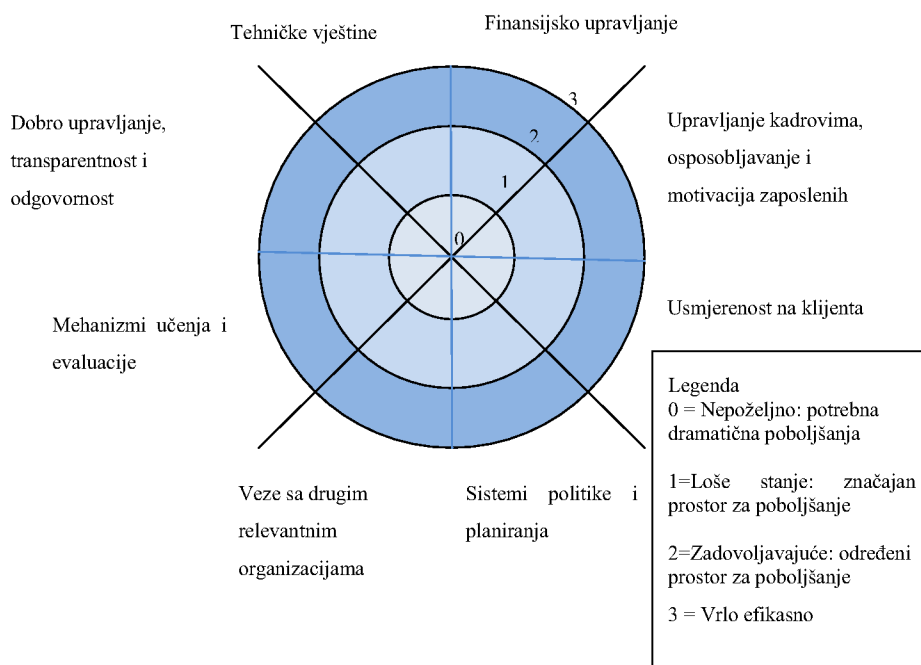 Tehničke vještine
Finansijsko upravljanje
Dobro upravljanje,
transparentnost i
odgovornost
3
2
1
0
Upravljanje kadrovima,
osposobljavanje i
motivacija zaposlenih
Mehanizmi učenja i
evaluacije
Usmjerenost na klijenta
Veze sa drugim
relevantnim
organizacijama
Sistemi politike i
planiranja
Legenda
0 = Nepoželjno: potrebna
dramatična poboljšanja
1=Loše stanje: značajan
prostor za poboljšanje
2=Zadovoljavajuće: određeni
prostor za poboljšanje
3 = Vrlo efikasno